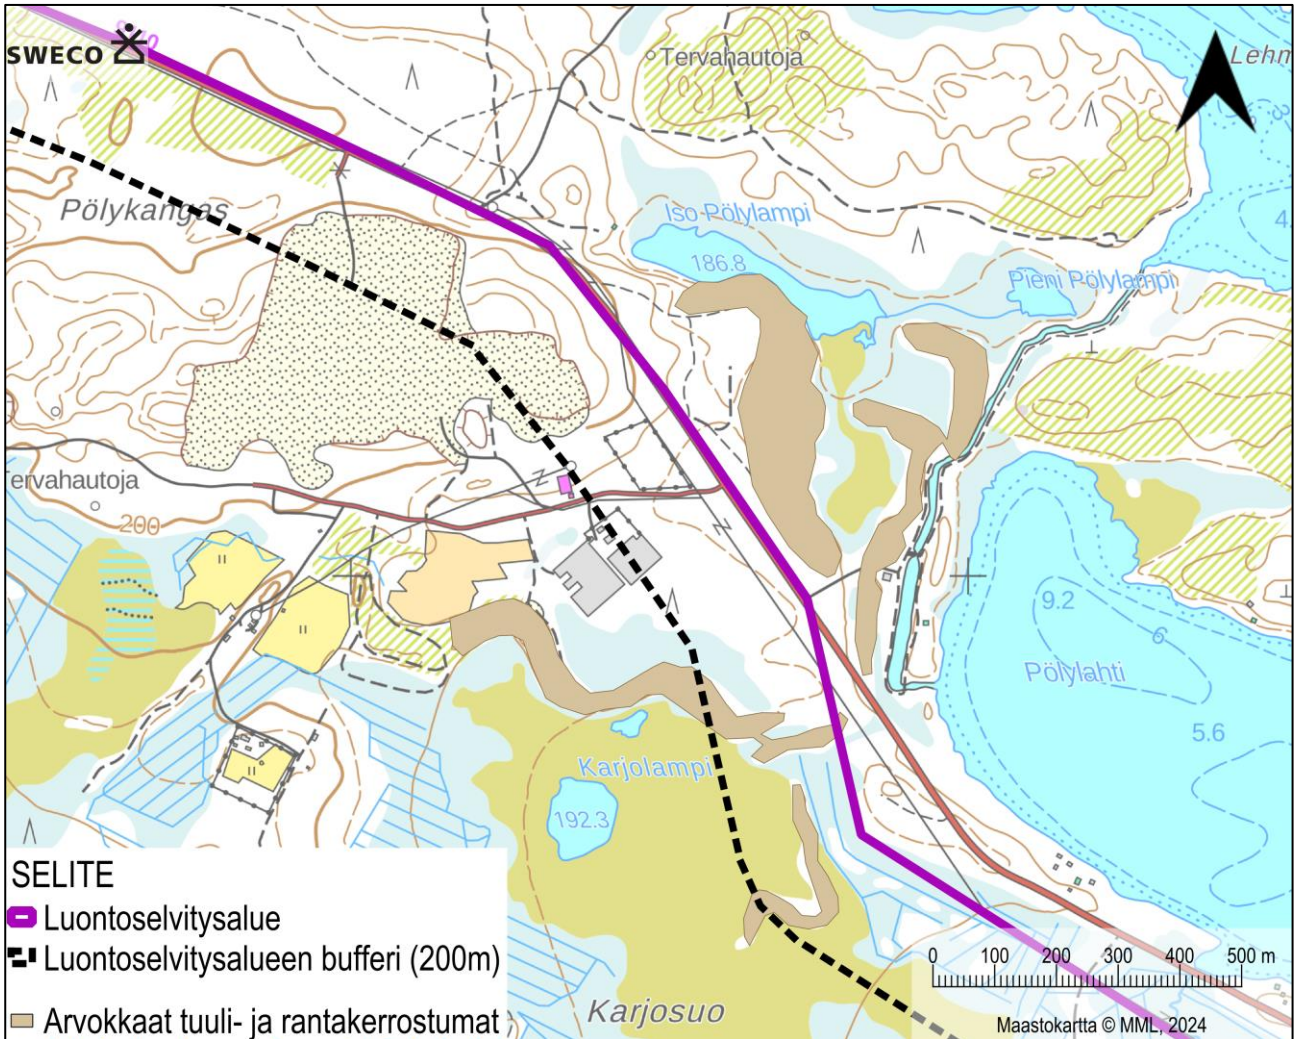 SWECO
Tervahautoja
Lehm
Pölykangas
Iso Pölylampi
186.8
Pieni Pölylampi
4
ervahautoja
200
9.2
6
Pölylahti
5.6
Karjolampi
192.3
SELITE
Luontoselvitysalue
Luontoselvitysalueen bufferi (200m)
Arvokkaat tuuli- ja rantakerrostumat
Karjosuo
0 100 200 300 400 500 m
Maastokartta © MML, 2024